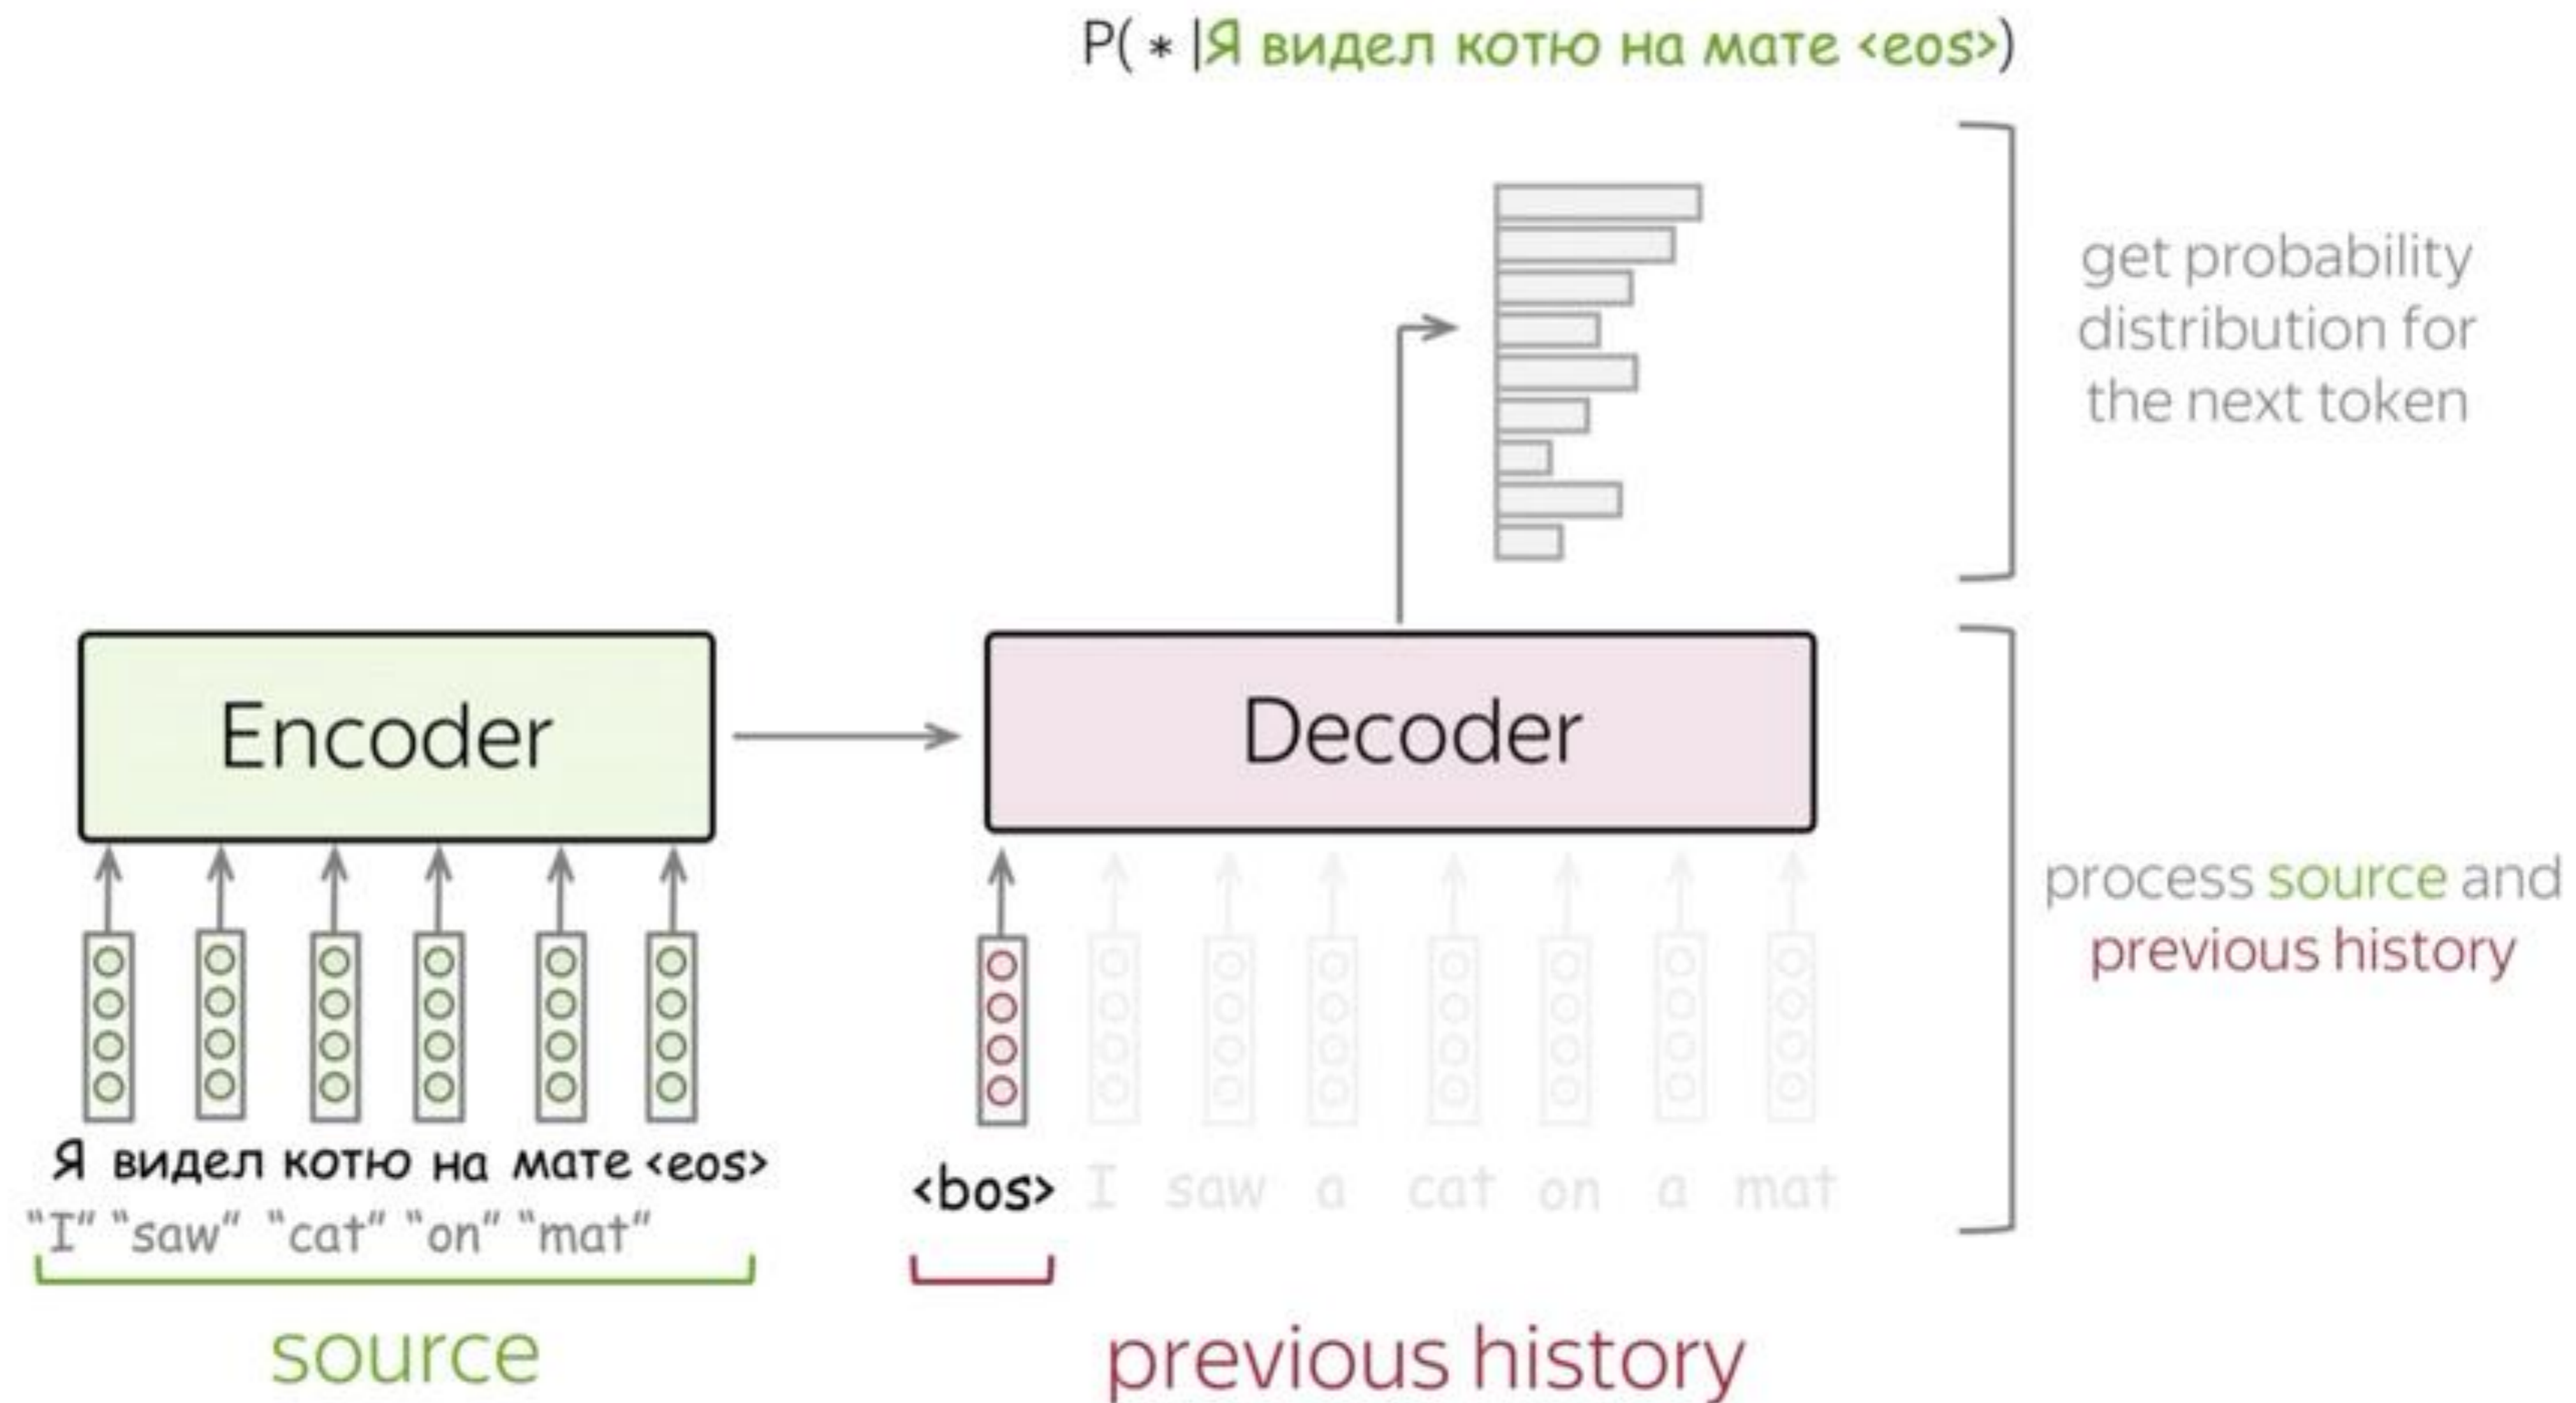 P( * |Я видел котю на мате <eos>)
get probability
distribution for
the next token
Encoder
Decoder
process source and
previous history
Я видел котю на мате <eos>
"I" "saw" "cat" "on" "mat"
<bos> I saw a cat on a mat
source
previous history